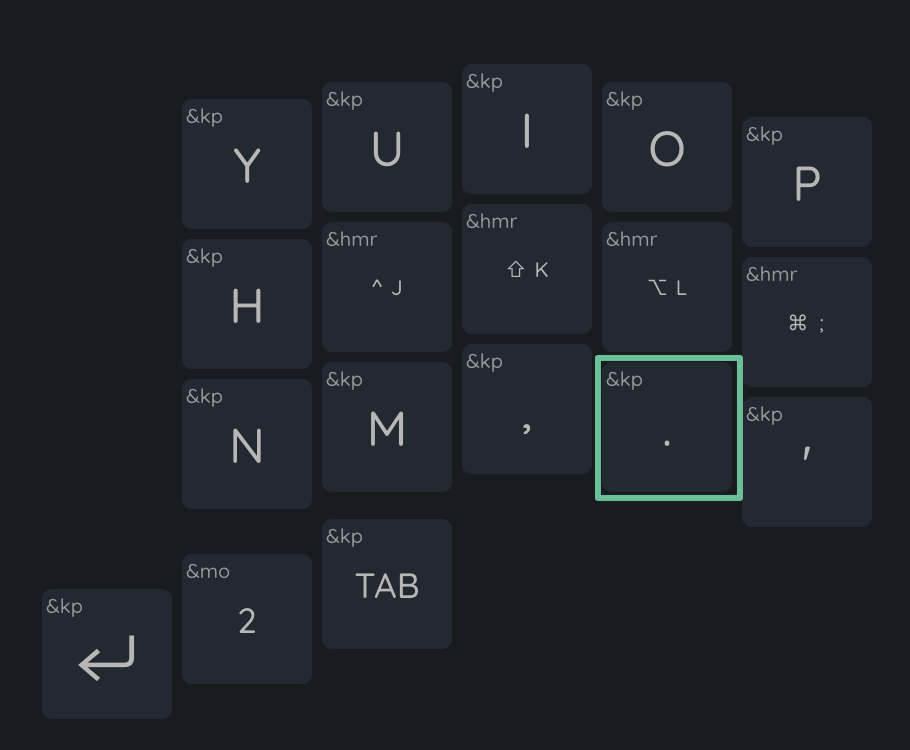 &kp Y
&kp U
&kp I
&kp O
&kp P
&kp H
&hmr ^ J
&hmr ⇧ K
&hmr ⌥ L
&hmr ⌘ ;
&kp N
&kp M
&kp ,
&kp .
&kp '
&kp ↵
&mo 2
&kp TAB